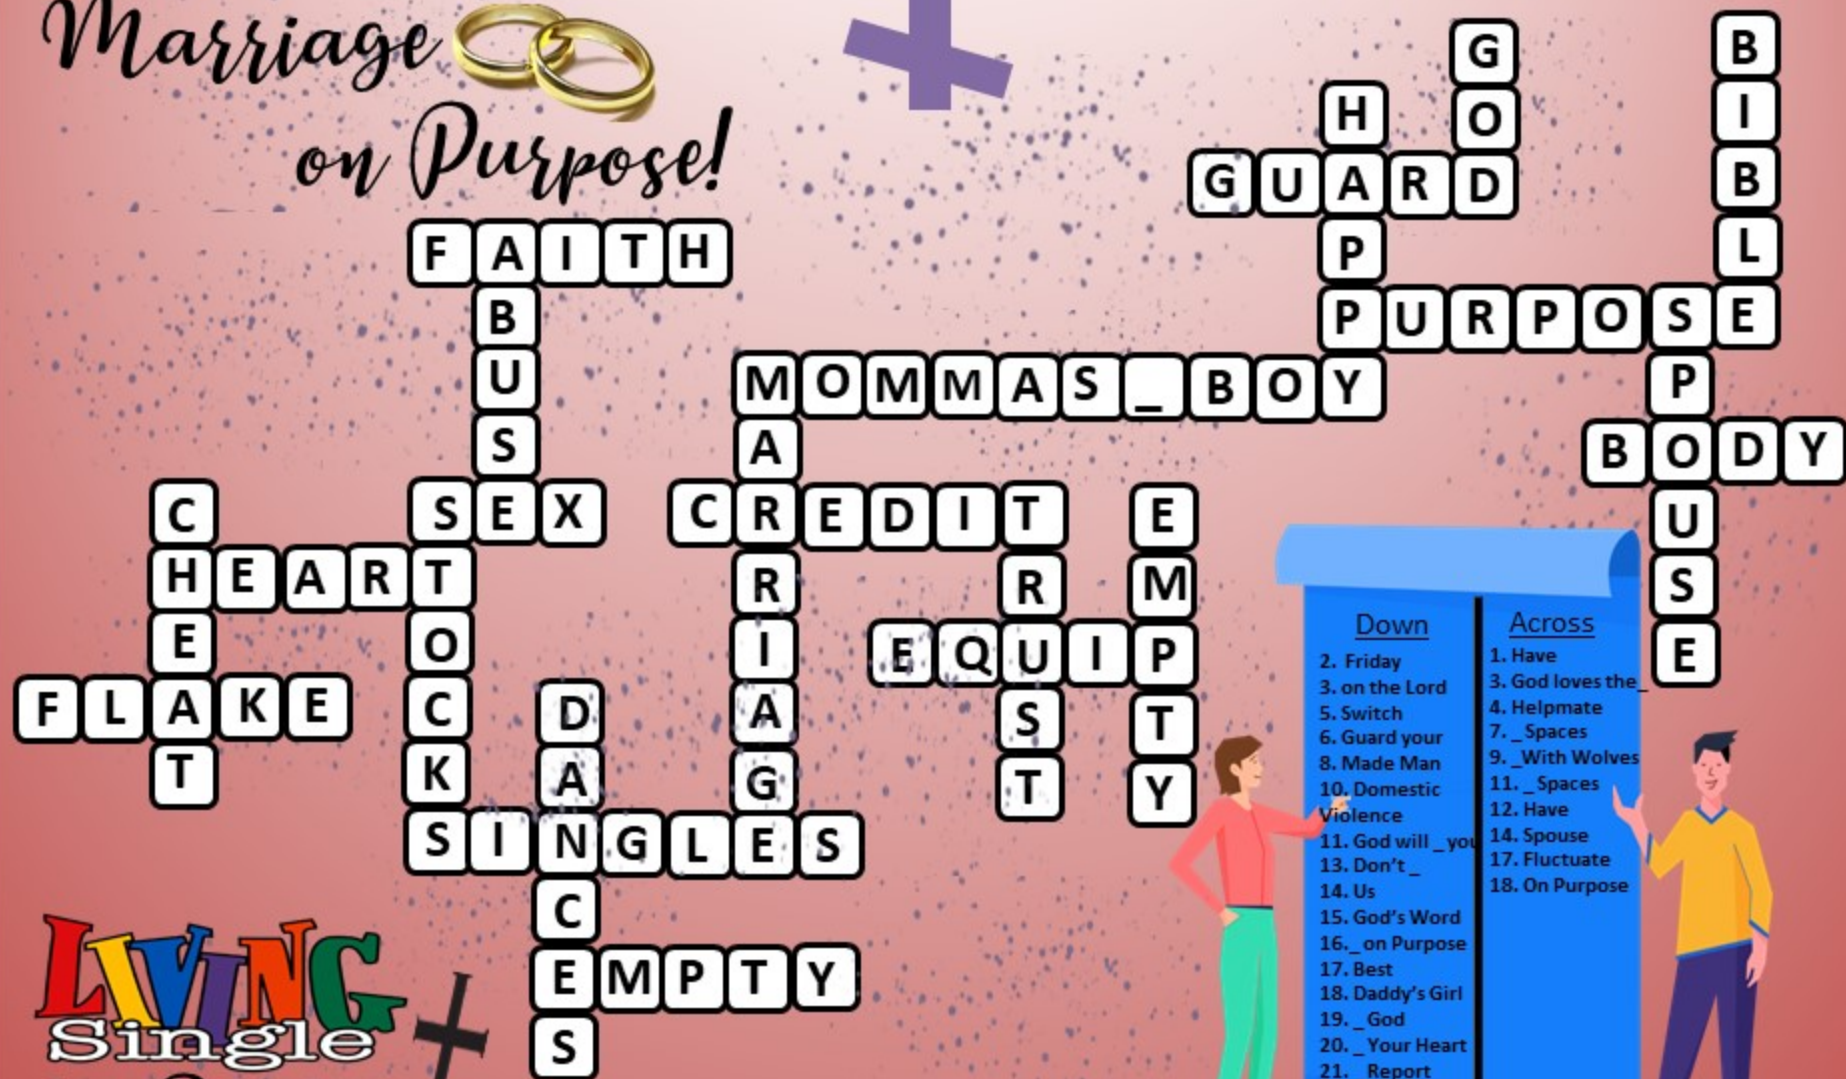 Marriage
on Purpose!
G
B
O
I
H
GUARD
B
A
P
L
FAITH
PURPOSE
B
U
S
MOMMAS_BOY
P
A
BODY
C
SEX
CREDIT
E
U
HEART
R
R
M
S
E
O
I
EQUIP
E
FLAKE
C
D
A
S
T
T
K
A
G
T
Y
SINGLES
C
EMPTY
S
LIVING
Single
Down
2. Friday
3. on the Lord
5. Switch
6. Guard your
8. Made Man
10. Domestic
Violence
11. God will _ you
13. Don't _
14. Us
15. God's Word
16._ on Purpose
17. Best
18. Daddy's Girl
19. _ God
20. _ Your Heart
21. _ Report
Across
1. Have
3. God loves the_
4. Helpmate
7. _ Spaces
9. _With Wolves
11. _ Spaces
12. Have
14. Spouse
17. Fluctuate
18. On Purpose